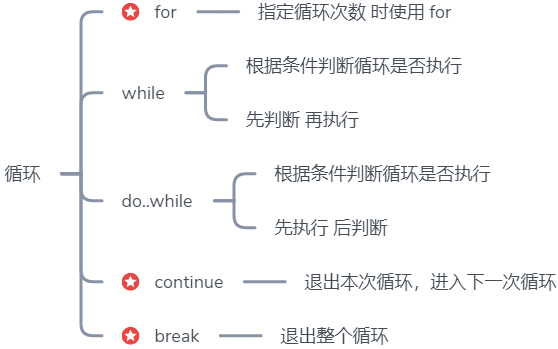 for
指定循环次数 时使用 for
while
根据条件判断循环是否执行
先判断 再执行
循环
do..while
根据条件判断循环是否执行
先执行 后判断
continue
退出本次循环，进入下一次循环
break
退出整个循环